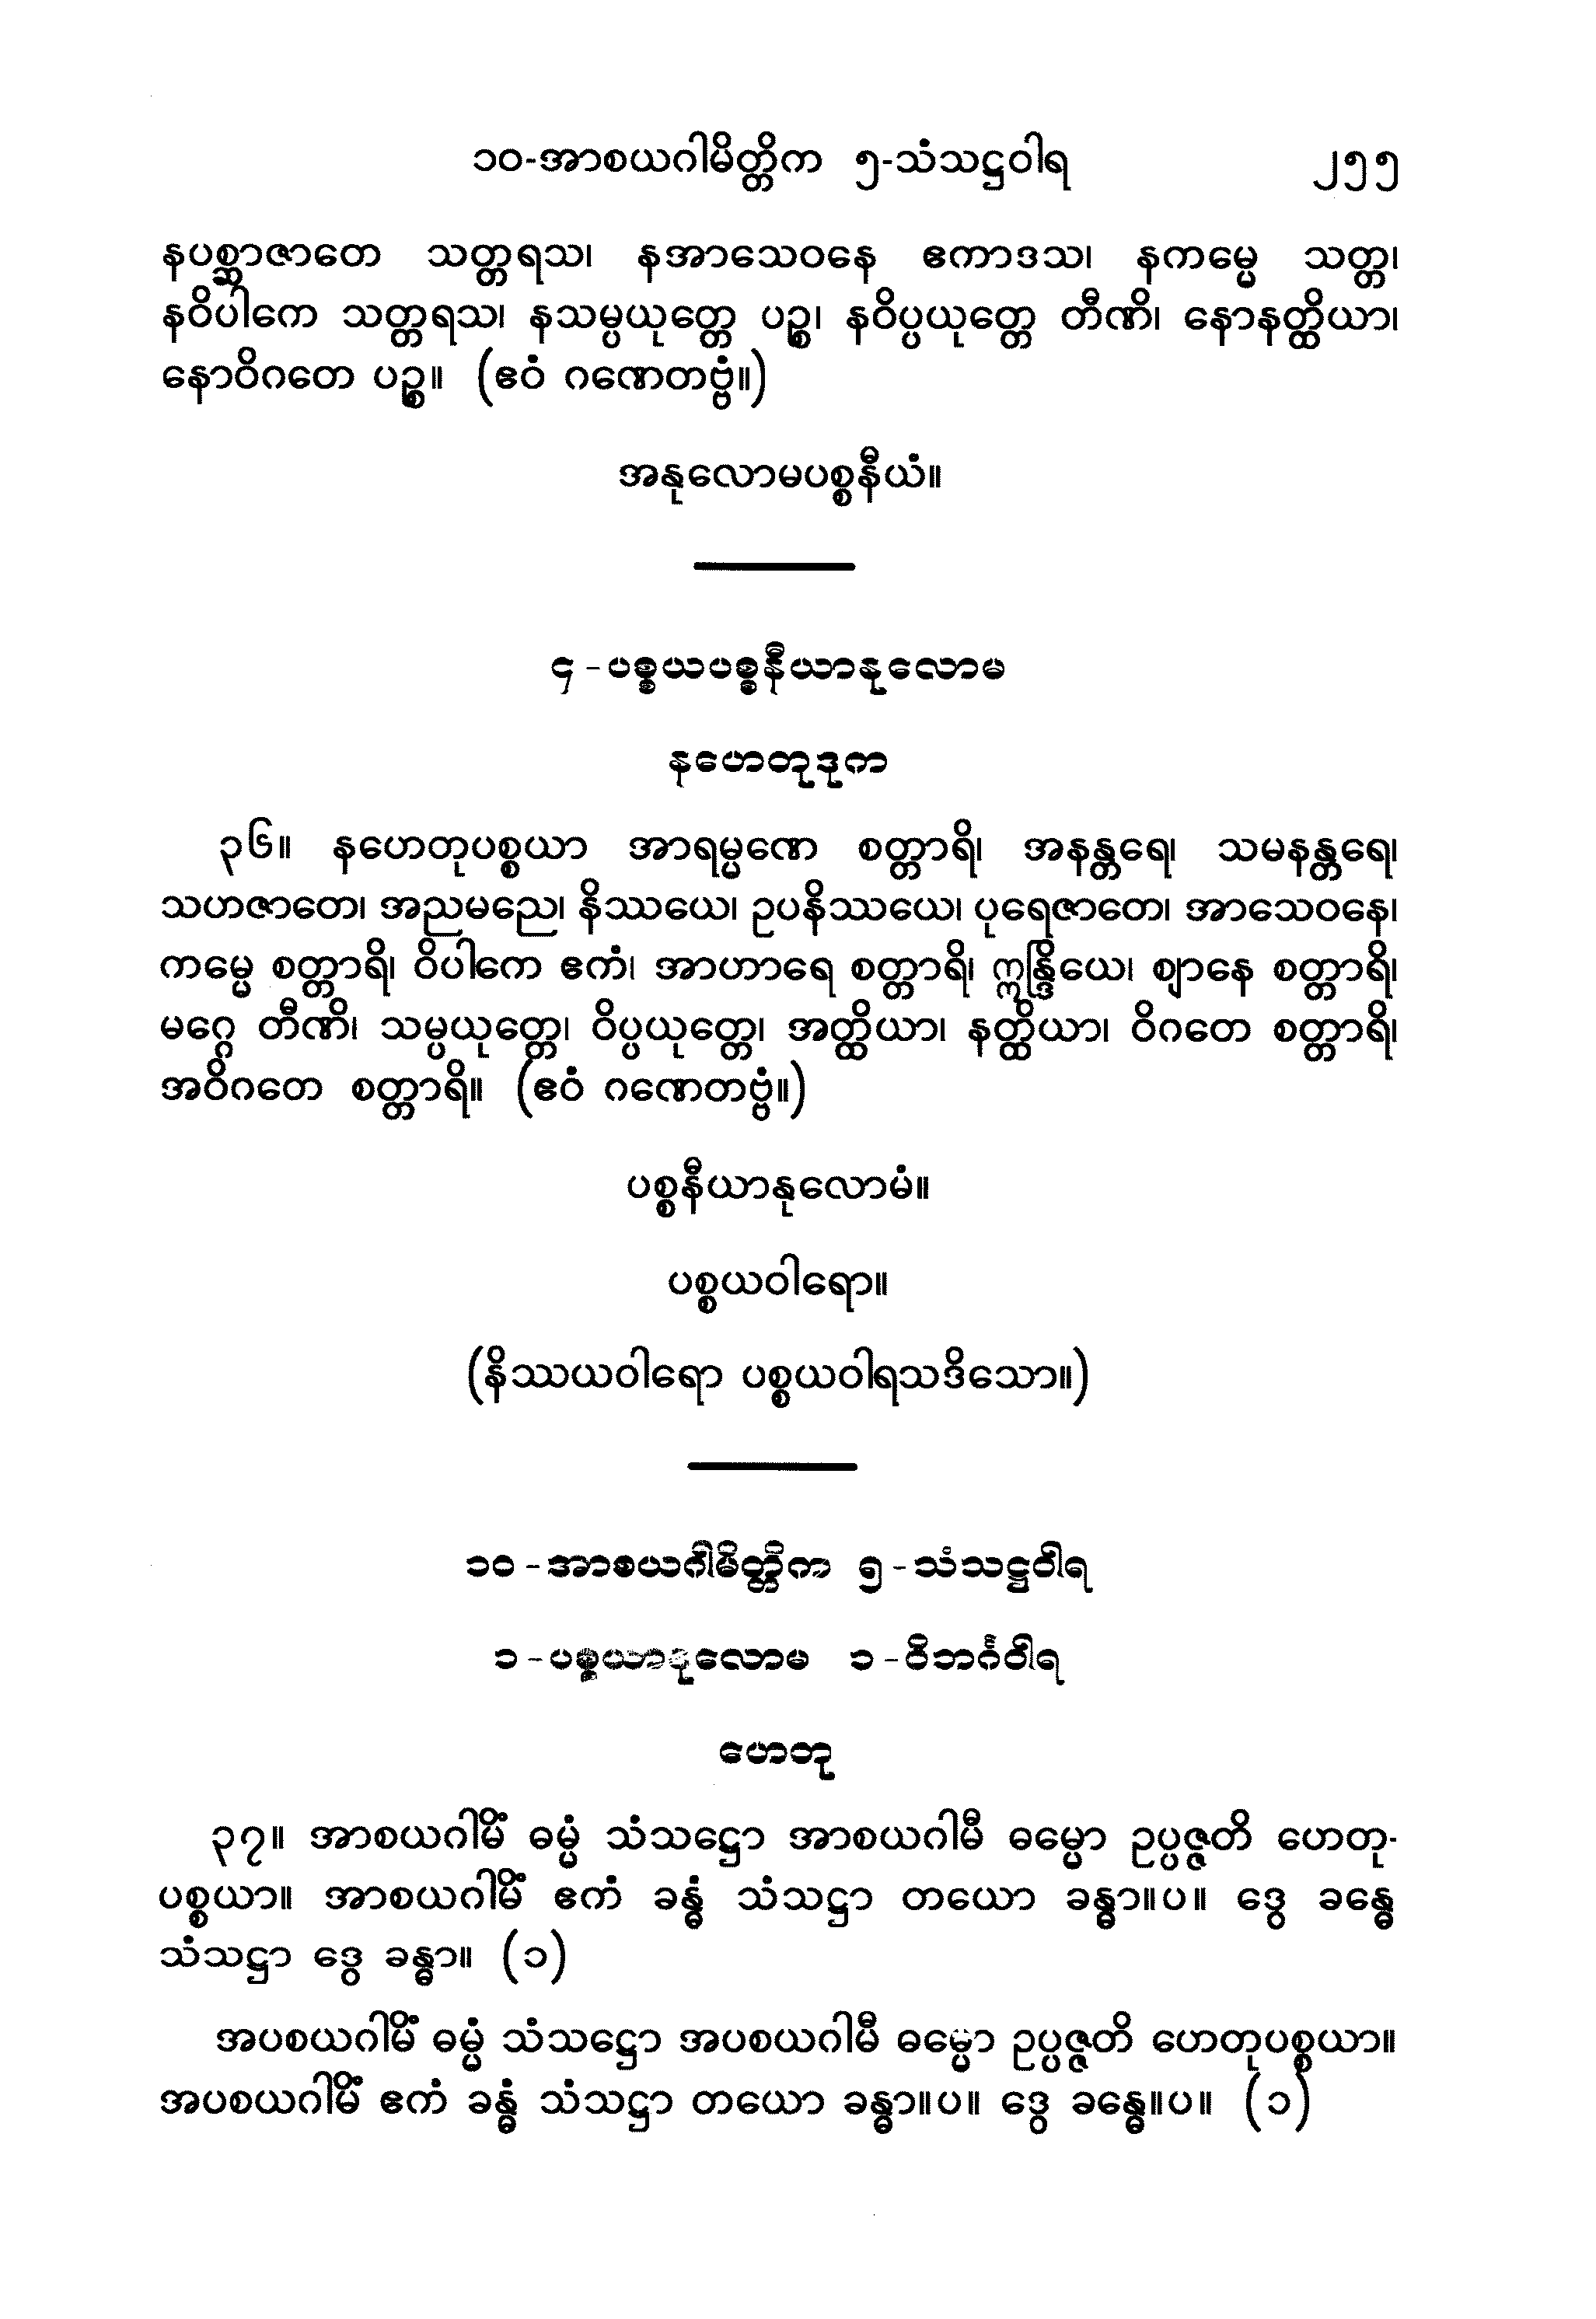 ၁၀-အာစယဂါမိတ္တိက ၅-သံသဋ္ဌဝါရ ၂၅၅
နပစ္ဆာဇာတေ သတ္တရသ၊ နအာသေဝနေ ဧကာဒသ၊ နကမ္မေ သတ္တ၊
နဝိပါကေ သတ္တရသ၊ နသမ္ပယုတ္တေ ပဉ္စ၊ နဝိပ္ပယုတ္တေ တီဏိ၊ နောနတ္ထိယာ၊
နောဝိဂတေ ပဉ္စ။ (ဧဝံ ဂဏေတဗ္ဗံ။)
အနုလောမပစ္စနီယံ။
၄-ပစ္စယပစ္စနီယာနုလောမ
နဟေတုဒုက
၃၆။ နဟေတုပစ္စယာ အာရမ္မဏေ စတ္တာရိ၊ အနန္တရေ၊ သမနန္တရေ၊
သဟဇာတေ၊ အညမညေ၊ နိဿယေ၊ ဥပနိဿယေ၊ ပုရေဇာတေ၊ အာသေဝနေ၊
ကမ္မေ စတ္တာရိ၊ ဝိပါကေ ဧကံ၊ အာဟာရေ စတ္တာရိ၊ ဣန္ဒြိယေ၊ ဈာနေ စတ္တာရိ၊
မဂ္ဂေ တီဏိ၊ သမ္ပယုတ္တေ၊ ဝိပ္ပယုတ္တေ၊ အတ္ထိယာ၊ နတ္ထိယာ၊ ဝိဂတေ စတ္တာရိ၊
အဝိဂတေ စတ္တာရိ။ (ဧဝံ ဂဏေတဗ္ဗံ။)
ပစ္စနီယာနုလောမံ။
ပစ္စယဝါရော။
(နိဿယဝါရော ပစ္စယဝါရသဒိသော။)
၁၀-အာစယဂါမိတ္တိက ၅-သံသဋ္ဌဝါရ
၁-ပစ္စယာနုလောမ ၁-ဝိဘင်္ဂဝါရ
ဟေတု
၃၇။ အာစယဂါမိံ ဓမ္မံ သံသဋ္ဌော အာစယဂါမီ ဓမ္မော ဥပ္ပဇ္ဇတိ ဟေတု-
ပစ္စယာ။ အာစယဂါမိံ ဧကံ ခန္ဓံ သံသဋ္ဌာ တယော ခန္ဓာ။ပ။ ဒွေ ခန္ဓေ
သံသဋ္ဌာ ဒွေ ခန္ဓာ။ (၁)
အပစယဂါမိံ ဓမ္မံ သံသဋ္ဌော အပစယဂါမီ ဓမ္မော ဥပ္ပဇ္ဇတိ ဟေတုပစ္စယာ။
အပစယဂါမိံ ဧကံ ခန္ဓံ သံသဋ္ဌာ တယော ခန္ဓာ။ပ။ ဒွေ ခန္ဓေ။ပ။ (၁)